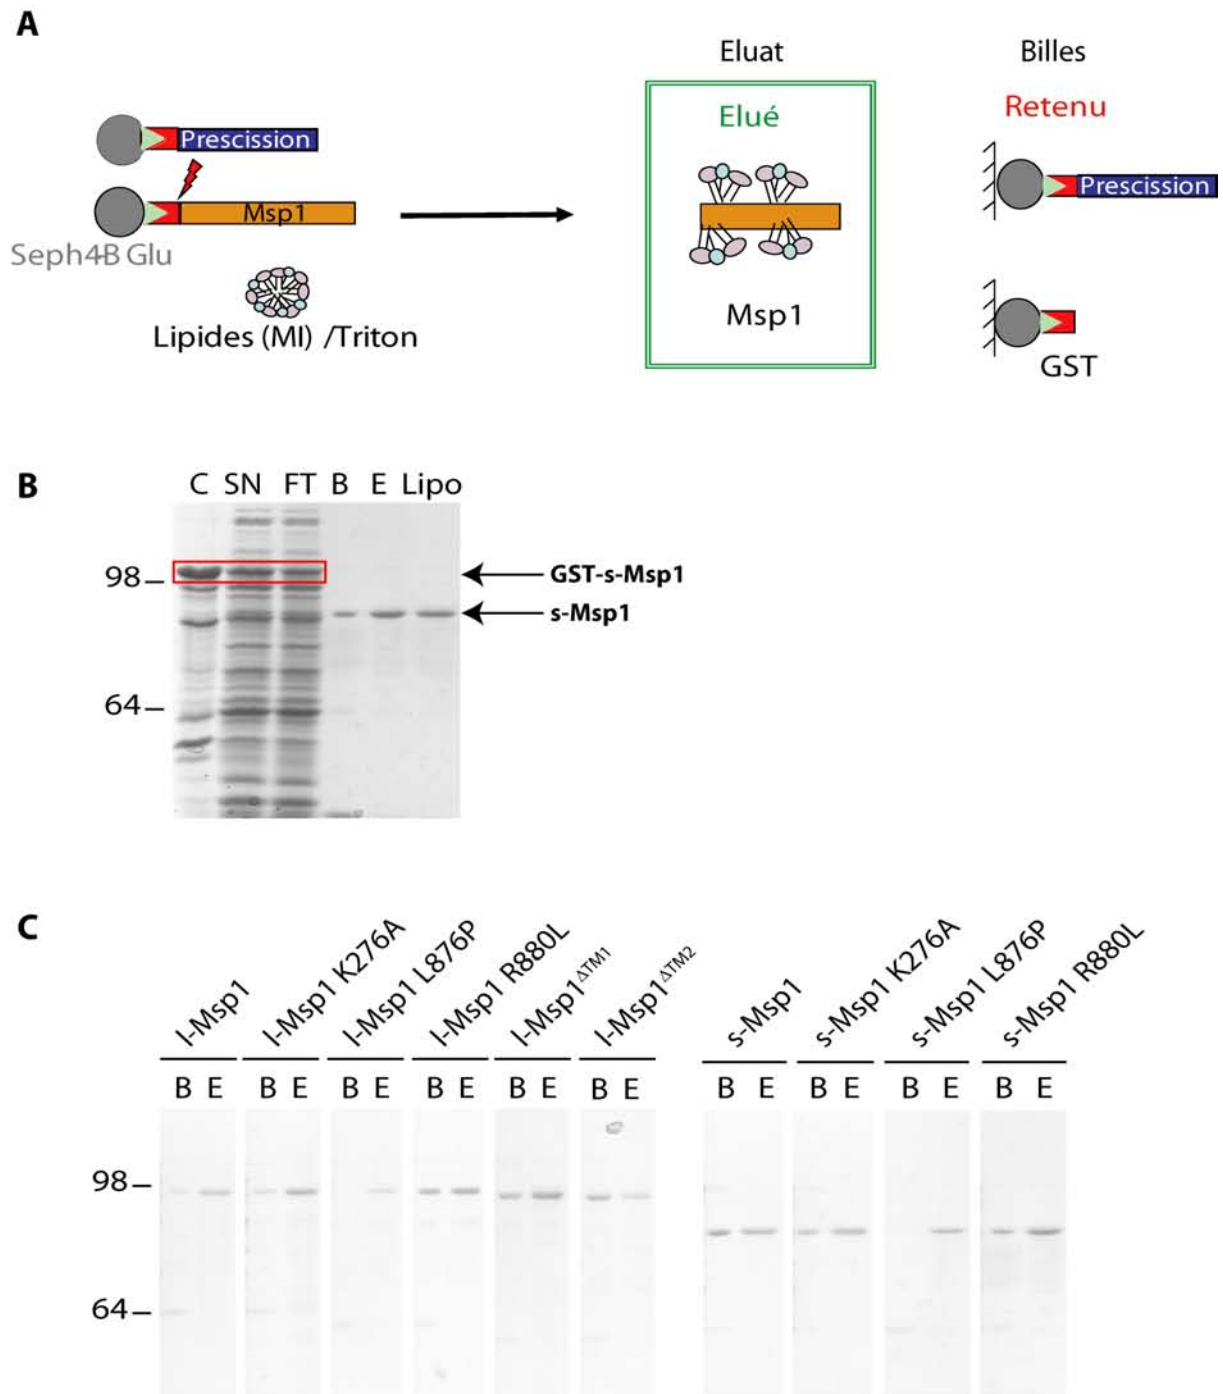 A
Eluat
Billes
Elué
Retenu
Prescission
Msp1
Seph4B Glu
Lipides (MI) /Triton
Msp1
Prescission
GST
B
C SN FT B E Lipo
98
GST-s-Msp1
s-Msp1
64
C
l-Msp1
l-Msp1 K276A
l-Msp1 L876P
l-Msp1 R880L
l-Msp1ΔTM1
l-Msp1ΔTM2
s-Msp1
s-Msp1 K276A
s-Msp1 L876P
s-Msp1 R880L
B E B E B E B E B E B E B E B E B E B E
98
64